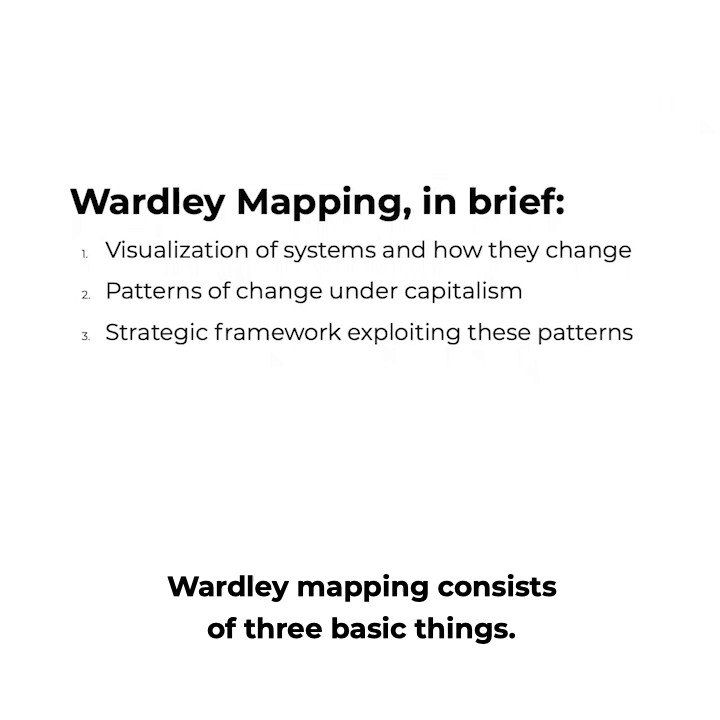 Wardley Mapping, in brief:
1. Visualization of systems and how they change
2. Patterns of change under capitalism
3. Strategic framework exploiting these patterns
Wardley mapping consists
of three basic things.